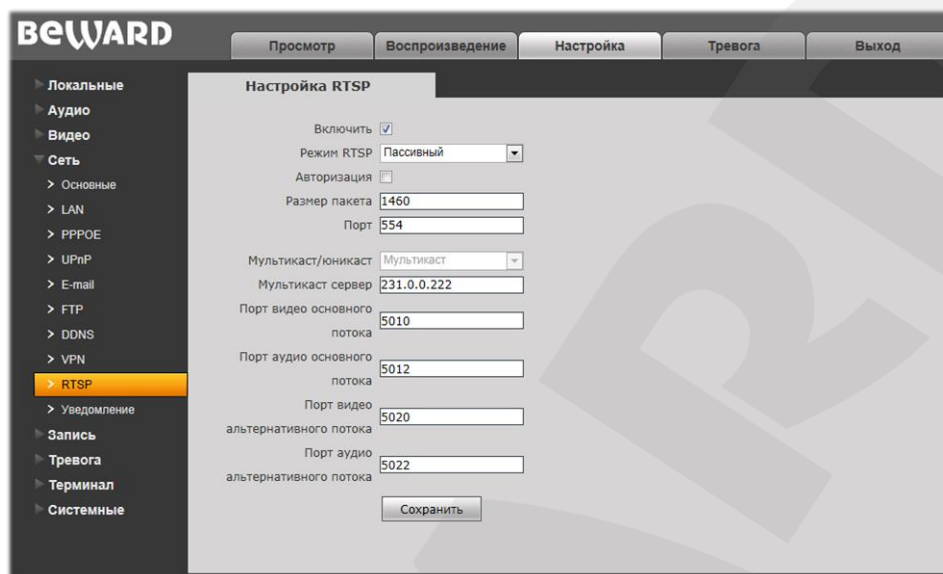 BEWARD
Просмотр Воспроизведение Настройка Тревога Выход
Локальные
Аудио
Видео
Сеть
Основные
LAN
PPPOE
UPnP
E-mail
FTP
DDNS
VPN
RTSP
Уведомление
Запись
Тревога
Терминал
Системные
Настройка RTSP
Включить
Режим RTSP Пассивный
Авторизация
Размер пакета 1460
Порт 554
Мультикаст/юникаст Мультикаст
Мультикаст сервер 231.0.0.222
Порт видео основного
потока 5010
Порт аудио основного
потока 5012
Порт видео
альтернативного потока 5020
Порт аудио
альтернативного потока 5022
Сохранить